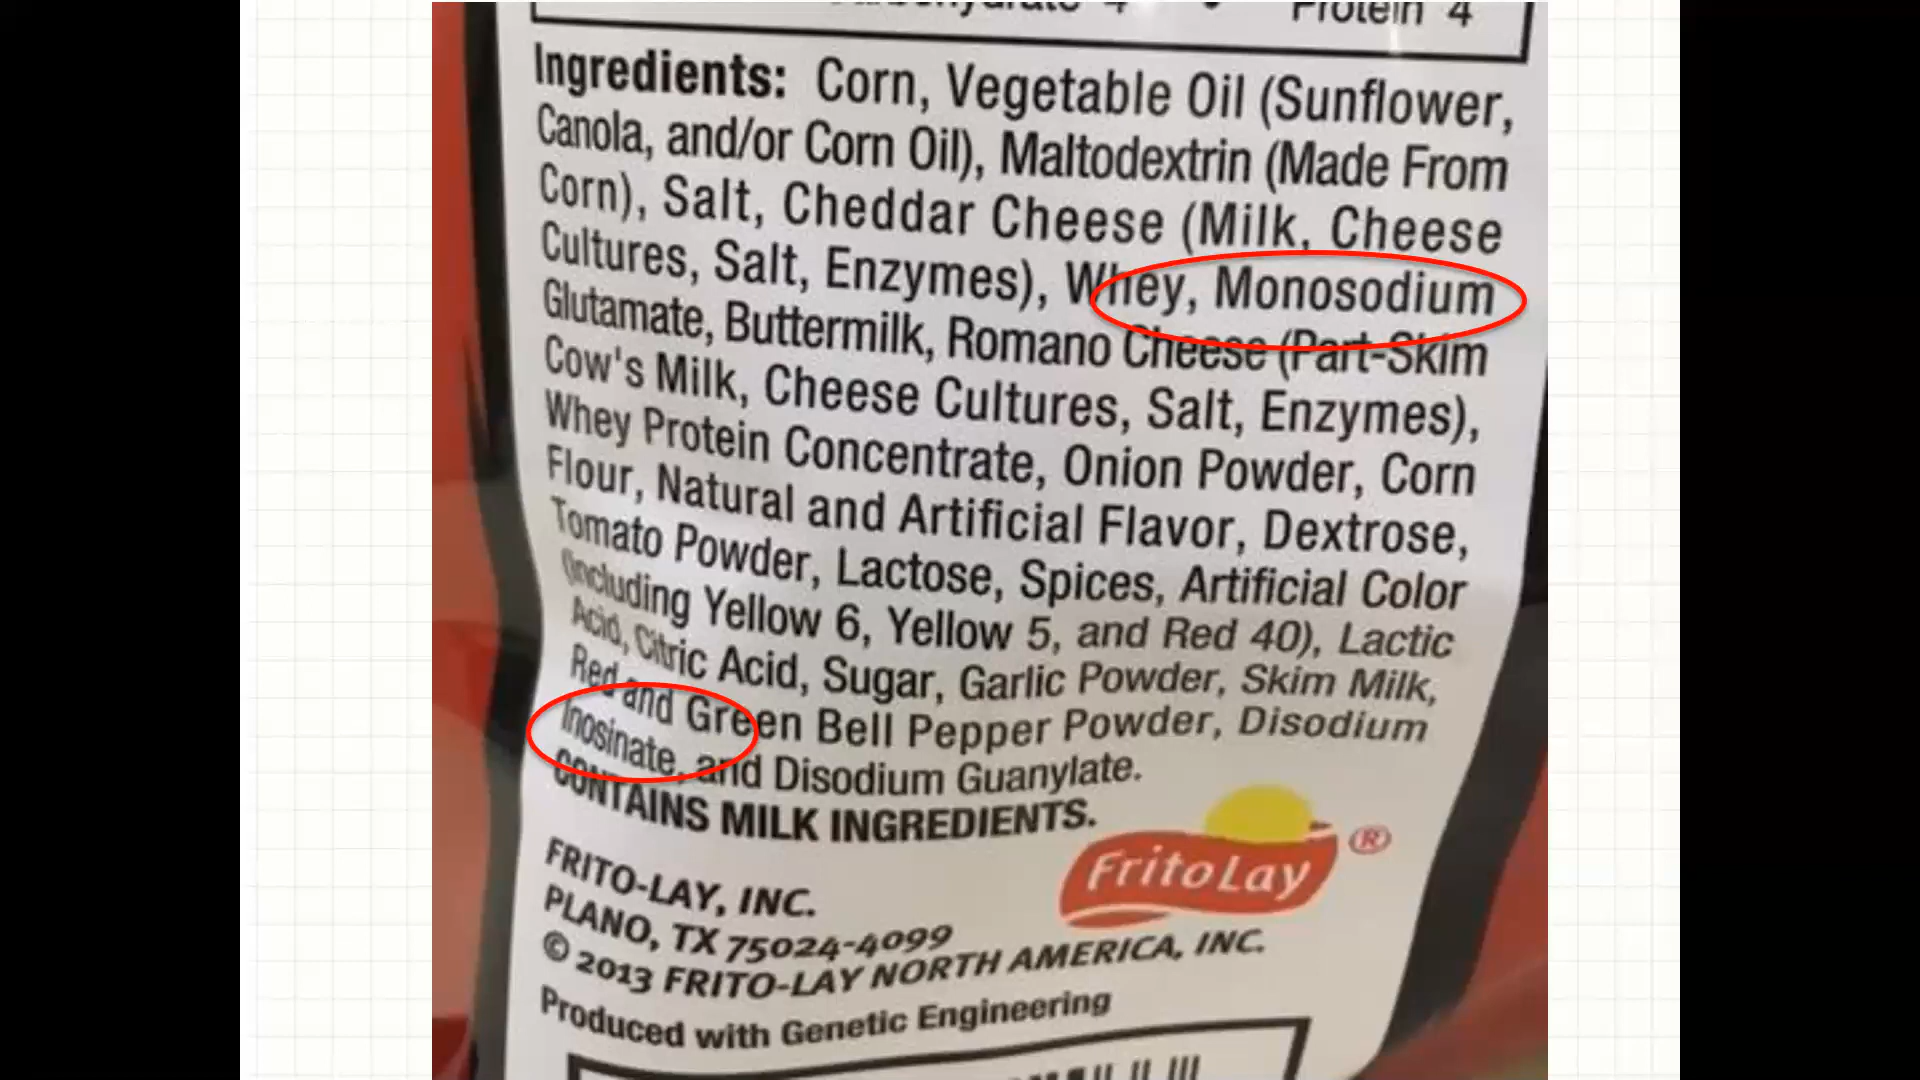 Protein 4
Ingredients: Corn, Vegetable Oil (Sunflower,
Canola, and/or Corn Oil), Maltodextrin (Made From
Corn), Salt, Cheddar Cheese (Milk, Cheese
Cultures, Salt, Enzymes), Whey, Monosodium
Glutamate, Buttermilk, Romano Cheese (Part-Skim
Cow's Milk, Cheese Cultures, Salt, Enzymes),
Whey Protein Concentrate, Onion Powder, Corn
Flour, Natural and Artificial Flavor, Dextrose,
Tomato Powder, Lactose, Spices, Artificial Color
(Including Yellow 6, Yellow 5, and Red 40), Lactic
Acid, Citric Acid, Sugar, Garlic Powder, Skim Milk,
Red and Green Bell Pepper Powder, Disodium
Inosinate, and Disodium Guanylate.
CONTAINS MILK INGREDIENTS.
FritoLay ®
FRITO-LAY, INC.
PLANO, TX 75024-4099
© 2013 FRITO-LAY NORTH AMERICA, INC.
Produced with Genetic Engineering